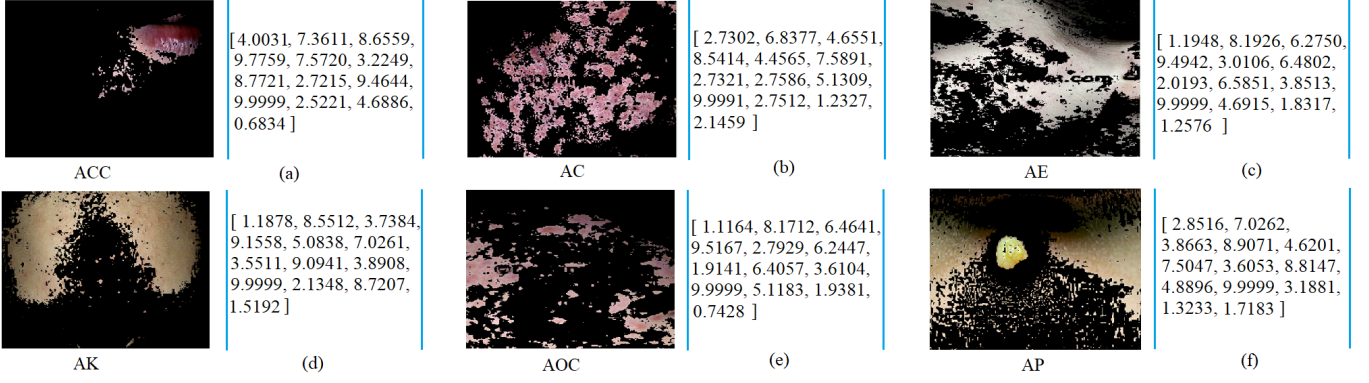 [4.0031, 7.3611, 8.6559,
9.7759, 7.5720, 3.2249,
8.7721, 2.7215, 9.4644,
9.9999, 2.5221, 4.6886,
0.6834 ]
ACC
(a)
[ 2.7302, 6.8377, 4.6551,
8.5414, 4.4565, 7.5891,
2.7321, 2.7586, 5.1309,
9.9991, 2.7512, 1.2327,
2.1459 ]
AC
(b)
[ 1.1948, 8.1926, 6.2750,
9.4942, 3.0106, 6.4802,
2.0193, 6.5851, 3.8513,
9.9999, 4.6915, 1.8317,
1.2576 ]
AE
(c)
[ 1.1878, 8.5512, 3.7384,
9.1558, 5.0838, 7.0261,
3.5511, 9.0941, 3.8908,
9.9999, 2.1348, 8.7207,
1.5192 ]
AK
(d)
[ 1.1164, 8.1712, 6.4641,
9.5167, 2.7929, 6.2447,
1.9141, 6.4057, 3.6104,
9.9999, 5.1183, 1.9381,
0.7428 ]
AOC
(e)
[ 2.8516, 7.0262,
3.8663, 8.9071, 4.6201,
7.5047, 3.6053, 8.8147,
4.8896, 9.9999, 3.1881,
1.3233, 1.7183 ]
AP
(f)